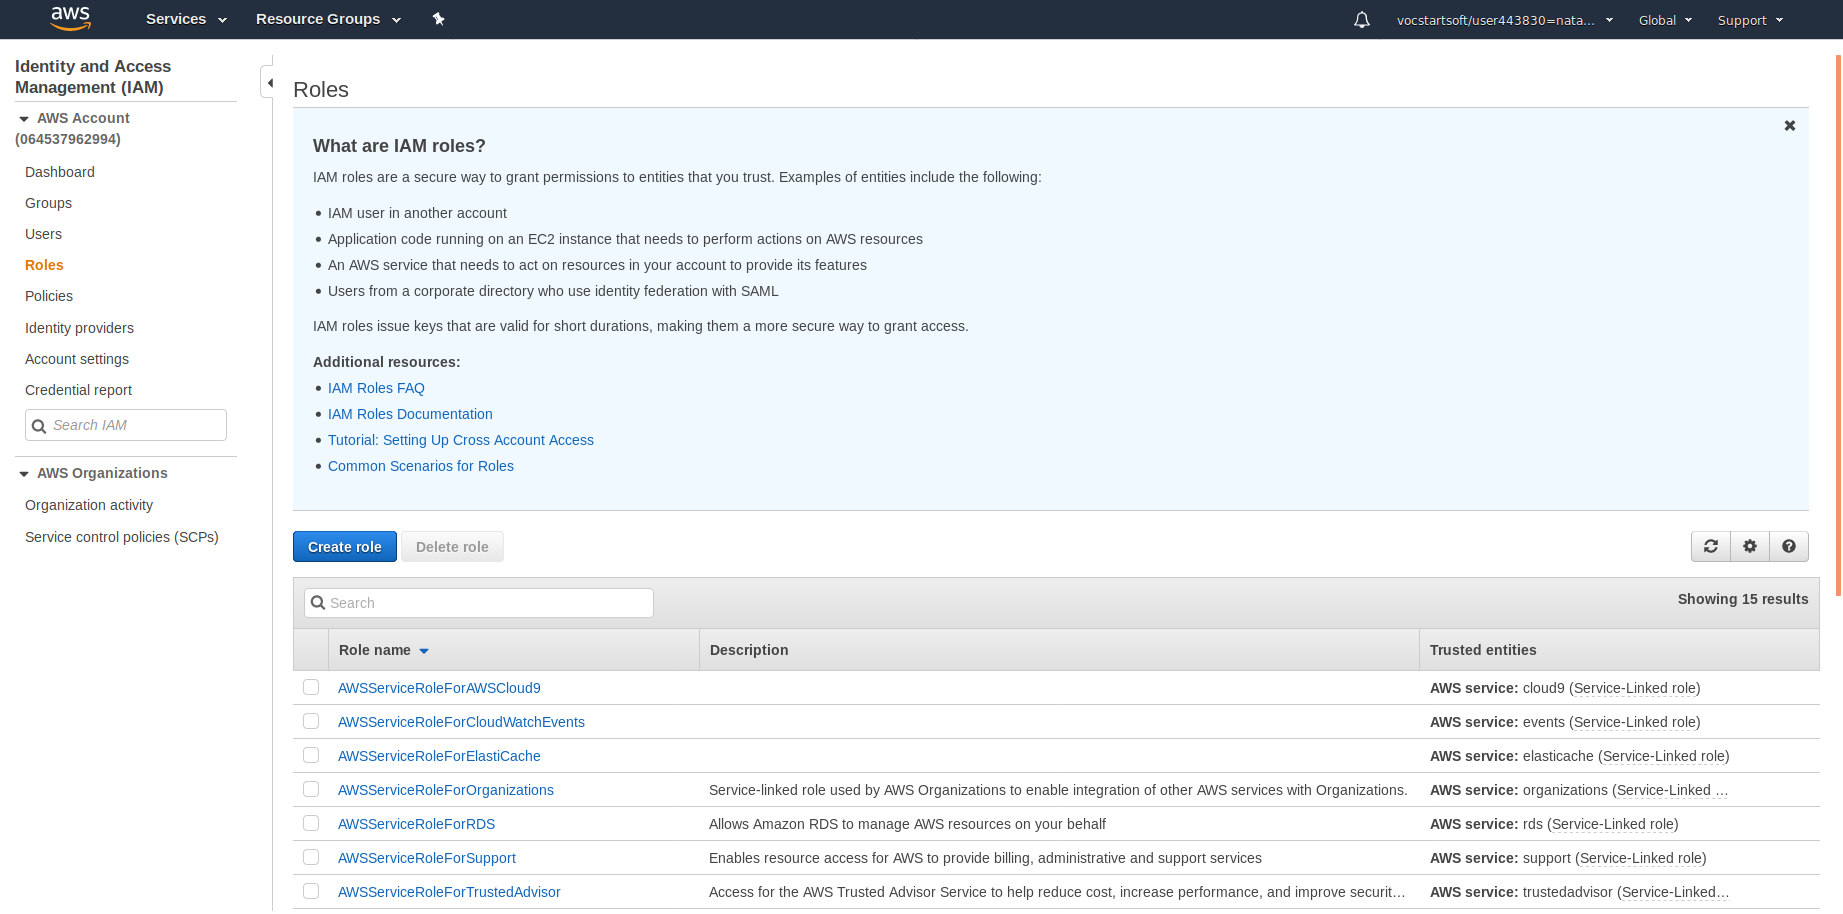 aws
Services
Resource Groups
vocstartsoft/user443830=nata...
Global
Support
Identity and Access
Management (IAM)
AWS Account
(064537962994)
Dashboard
Groups
Users
Roles
Policies
Identity providers
Account settings
Credential report
Search IAM
AWS Organizations
Organization activity
Service control policies (SCPs)
Roles
What are IAM roles?
IAM roles are a secure way to grant permissions to entities that you trust. Examples of entities include the following:
• IAM user in another account
• Application code running on an EC2 instance that needs to perform actions on AWS resources
• An AWS service that needs to act on resources in your account to provide its features
• Users from a corporate directory who use identity federation with SAML
IAM roles issue keys that are valid for short durations, making them a more secure way to grant access.
Additional resources:
• IAM Roles FAQ
• IAM Roles Documentation
• Tutorial: Setting Up Cross Account Access
• Common Scenarios for Roles
Create role Delete role
Search
Showing 15 results
Role name Description Trusted entities
AWSServiceRoleForAWSCloud9 AWS service: cloud9 (Service-Linked role)
AWSServiceRoleForCloudWatchEvents AWS service: events (Service-Linked role)
AWSServiceRoleForElastiCache AWS service: elasticache (Service-Linked role)
AWSServiceRoleForOrganizations Service-linked role used by AWS Organizations to enable integration of other AWS services with Organizations. AWS service: organizations (Service-Linked ...
AWSServiceRoleForRDS Allows Amazon RDS to manage AWS resources on your behalf AWS service: rds (Service-Linked role)
AWSServiceRoleForSupport Enables resource access for AWS to provide billing, administrative and support services AWS service: support (Service-Linked role)
AWSServiceRoleForTrustedAdvisor Access for the AWS Trusted Advisor Service to help reduce cost, increase performance, and improve securit... AWS service: trustedadvisor (Service-Linked...